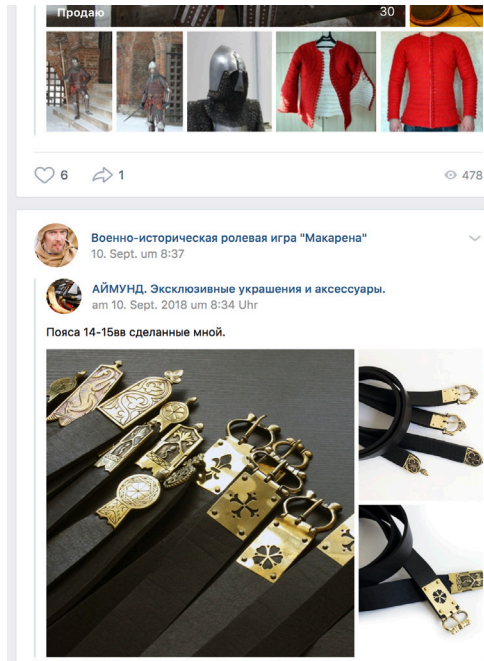 Продаю
30
6
1
478
Военно-историческая ролевая игра "Макарена"
10. Sept. um 8:37
АЙМУНД. Эксклюзивные украшения и аксессуары.
am 10. Sept. 2018 um 8:34 Uhr
Пояса 14-15вв сделанные мной.